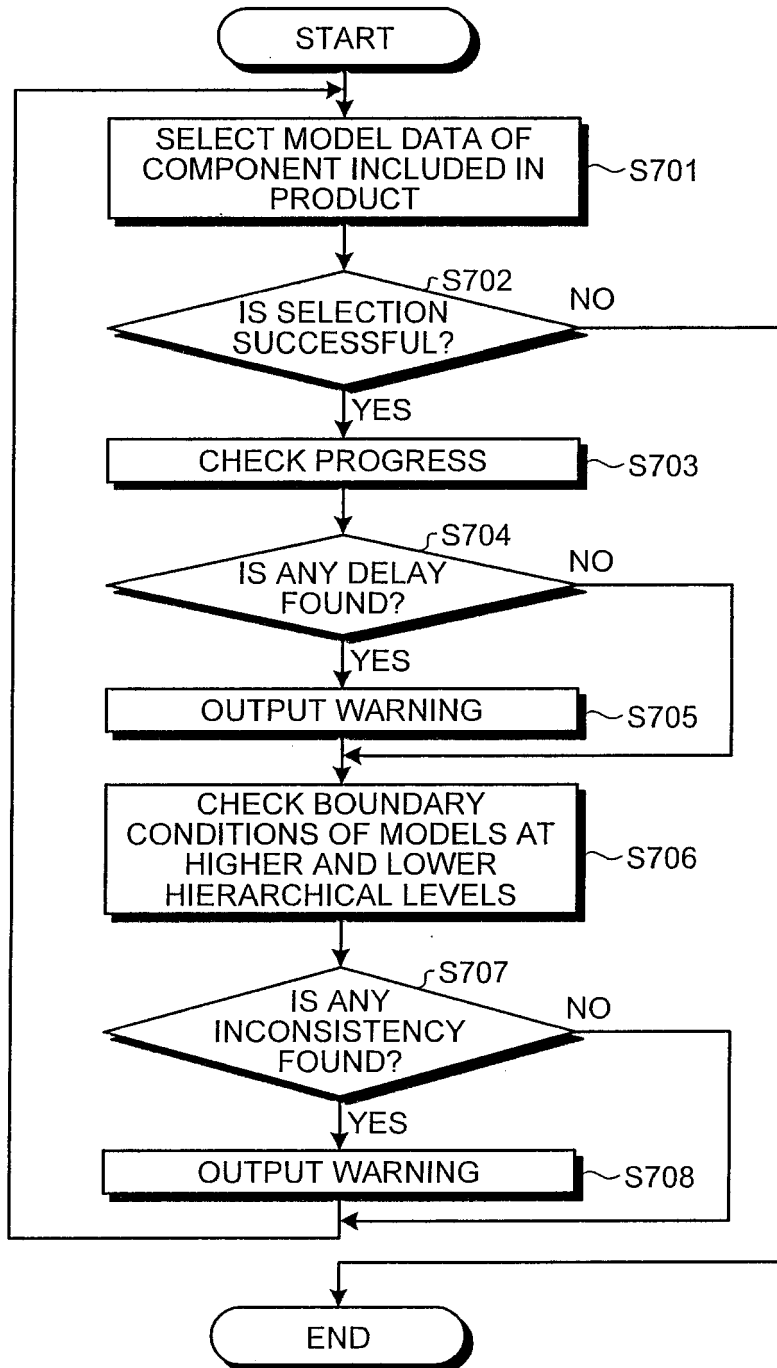 START
SELECT MODEL DATA OF
COMPONENT INCLUDED IN
PRODUCT
S701
S702
IS SELECTION
SUCCESSFUL?
NO
YES
CHECK PROGRESS
S703
S704
IS ANY DELAY
FOUND?
NO
YES
OUTPUT WARNING
S705
CHECK BOUNDARY
CONDITIONS OF MODELS AT
HIGHER AND LOWER
HIERARCHICAL LEVELS
S706
S707
IS ANY
INCONSISTENCY
FOUND?
NO
YES
OUTPUT WARNING
S708
END